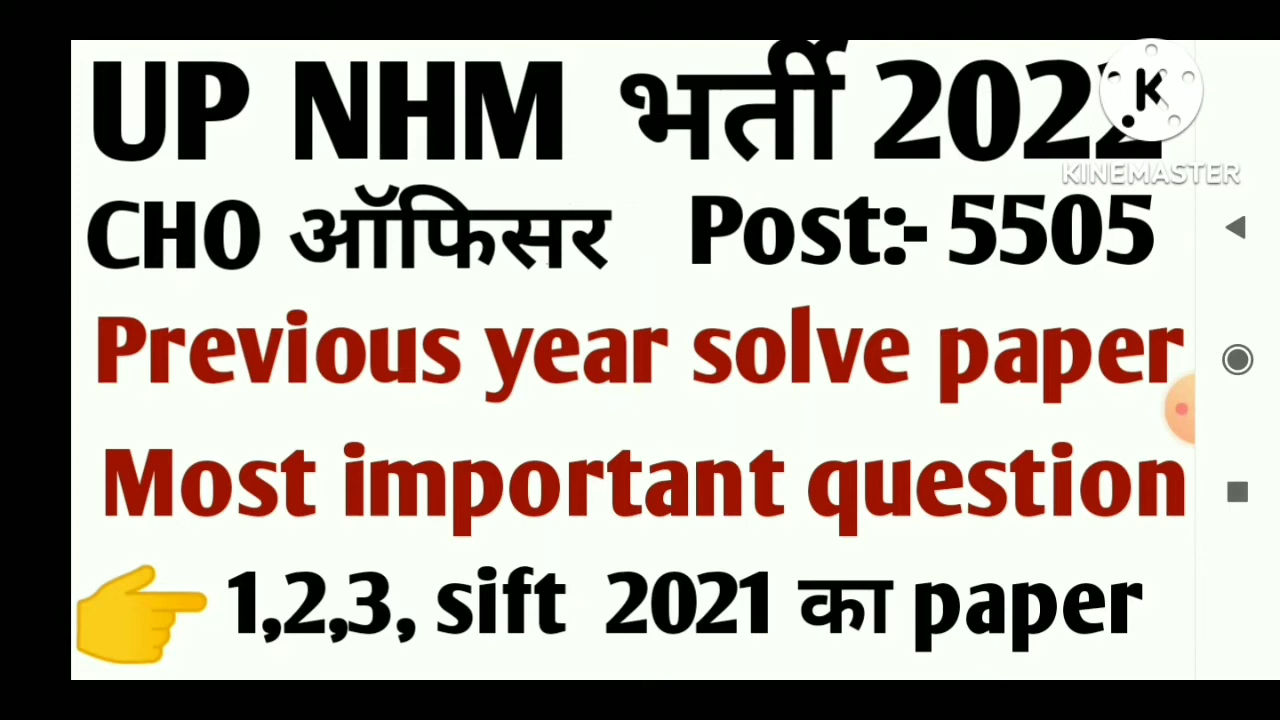 UP NHM भर्ती 2022
KINEMASTER
CHO ऑफिसर Post:- 5505
Previous year solve paper
Most important question
1,2,3, sift 2021 का paper